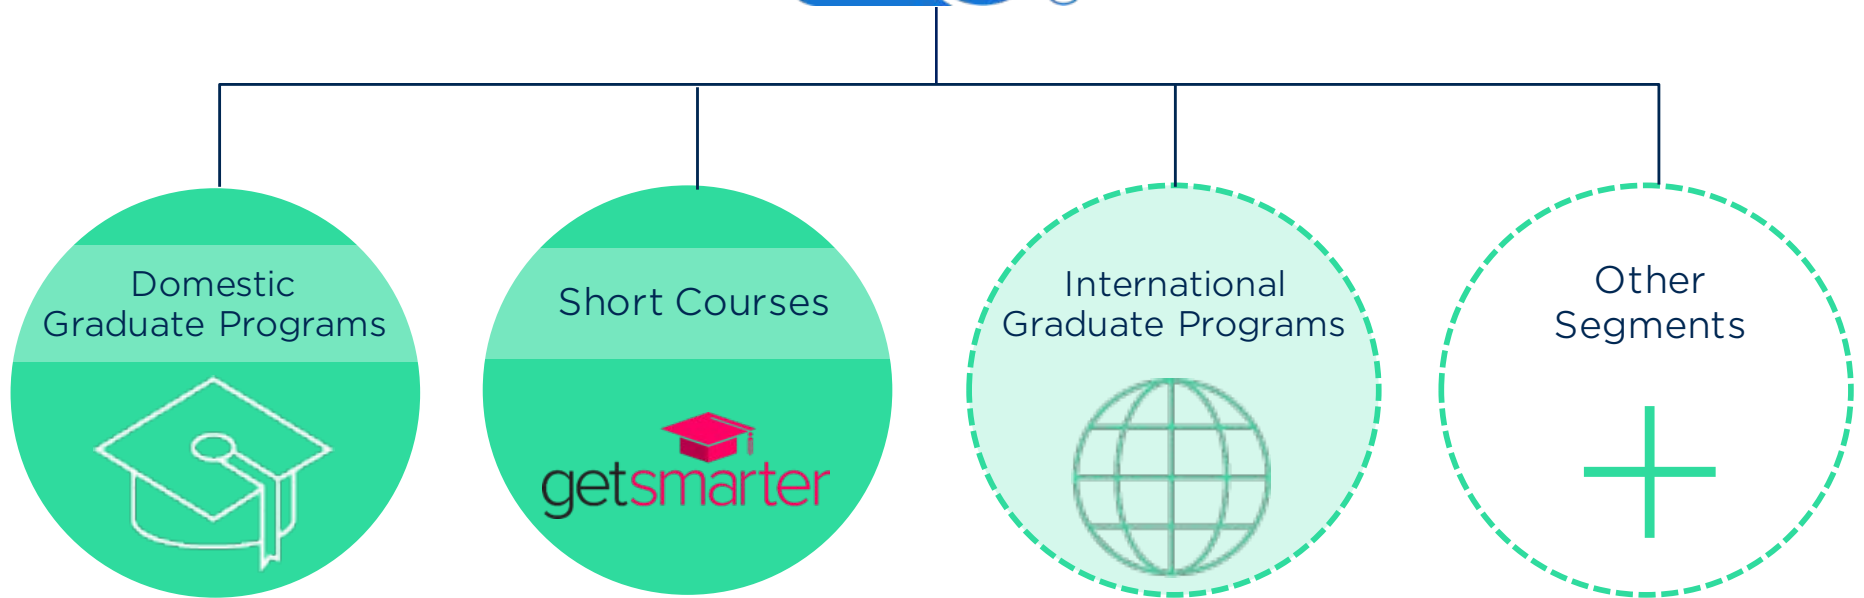 Domestic
Graduate Programs
Short Courses
International
Graduate Programs
Other
Segments
getsmarter